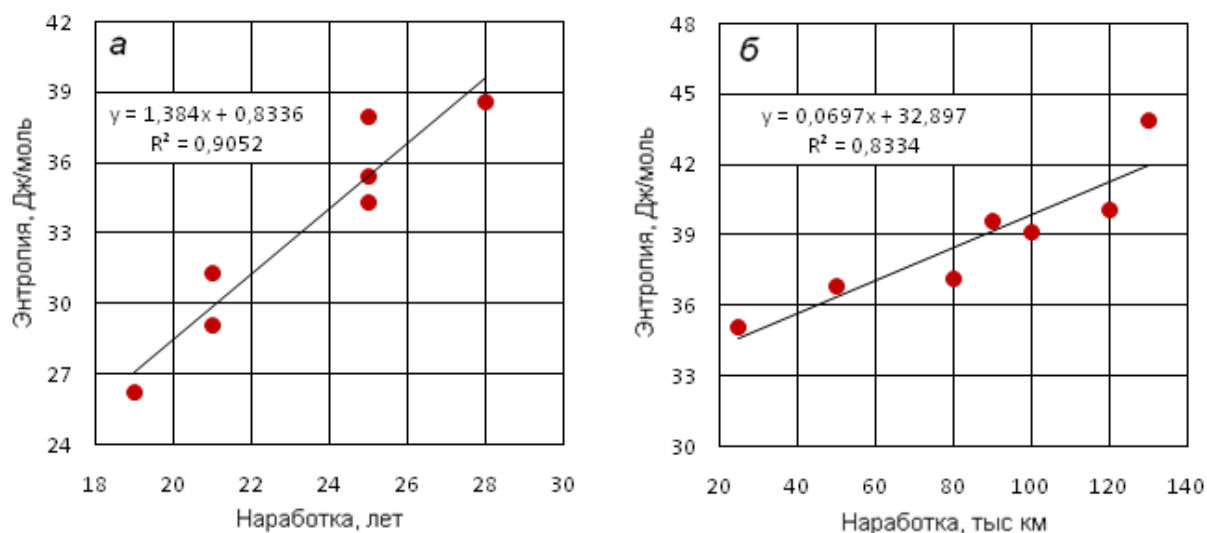 а
y = 1,384x + 0,8336
R² = 0,9052
Энтропия, Дж/моль
42
39
36
33
30
27
24
18 20 22 24 26 28 30
Наработка, лет
б
y = 0,0697x + 32,897
R² = 0,8334
Энтропия, Дж/моль
48
45
42
39
36
33
30
20 40 60 80 100 120 140
Наработка, тыс км